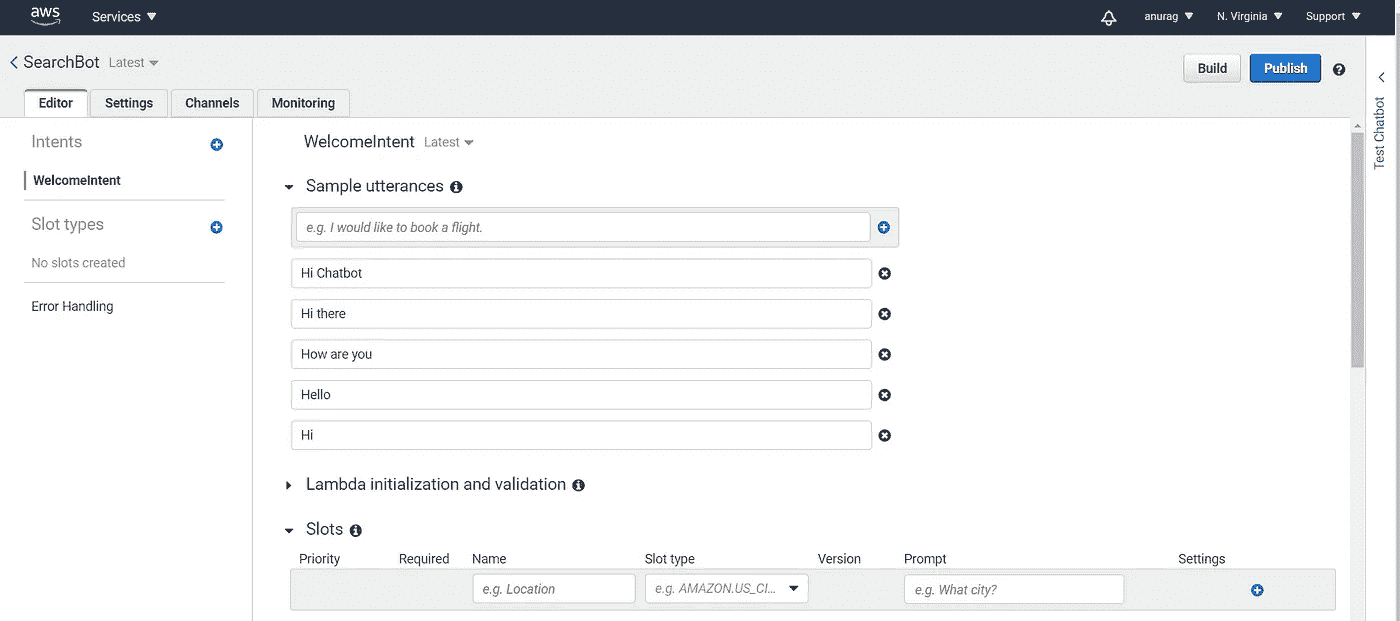 aws Services anurag N. Virginia Support
SearchBot Latest Build Publish
Editor Settings Channels Monitoring
Test Chatbot
Intents
WelcomeIntent
Slot types
No slots created
Error Handling
WelcomeIntent Latest
Sample utterances
e.g. I would like to book a flight.
Hi Chatbot
Hi there
How are you
Hello
Hi
Lambda initialization and validation
Slots
Priority Required Name Slot type Version Prompt Settings
e.g. Location e.g. AMAZON.US_CI... e.g. What city?